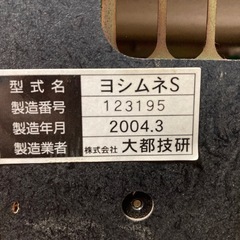 型式名 ヨシムネS
製造番号 123195
製造年月 2004.3
製造業者 株式会社 大都技研
8